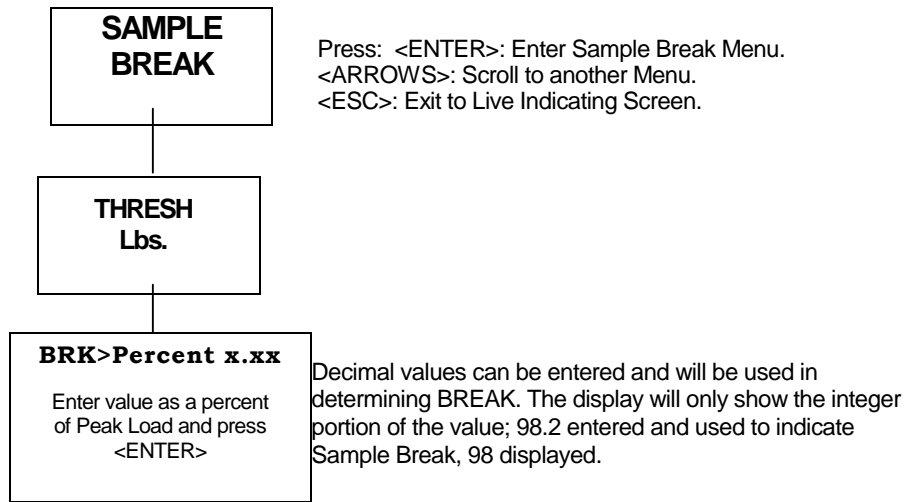 SAMPLE
BREAK
Press: <ENTER>: Enter Sample Break Menu.
<ARROWS>: Scroll to another Menu.
<ESC>: Exit to Live Indicating Screen.
THRESH
Lbs.
BRK>Percent x.xx
Enter value as a percent
of Peak Load and press
<ENTER>
Decimal values can be entered and will be used in
determining BREAK. The display will only show the integer
portion of the value; 98.2 entered and used to indicate
Sample Break, 98 displayed.